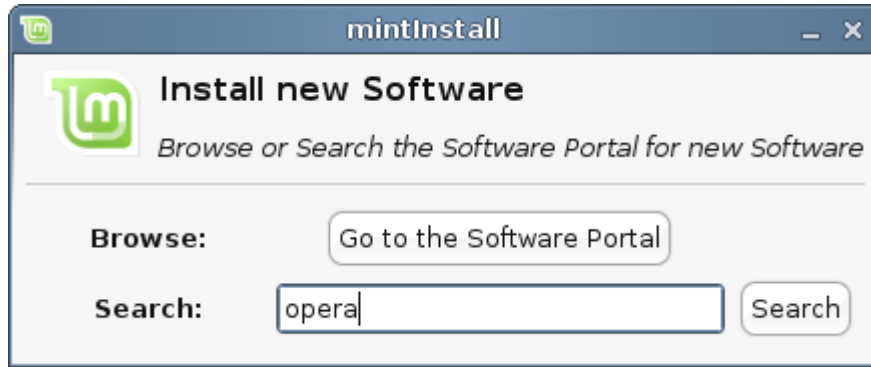 mintInstall
Install new Software
Browse or Search the Software Portal for new Software
Browse: Go to the Software Portal
Search: opera Search